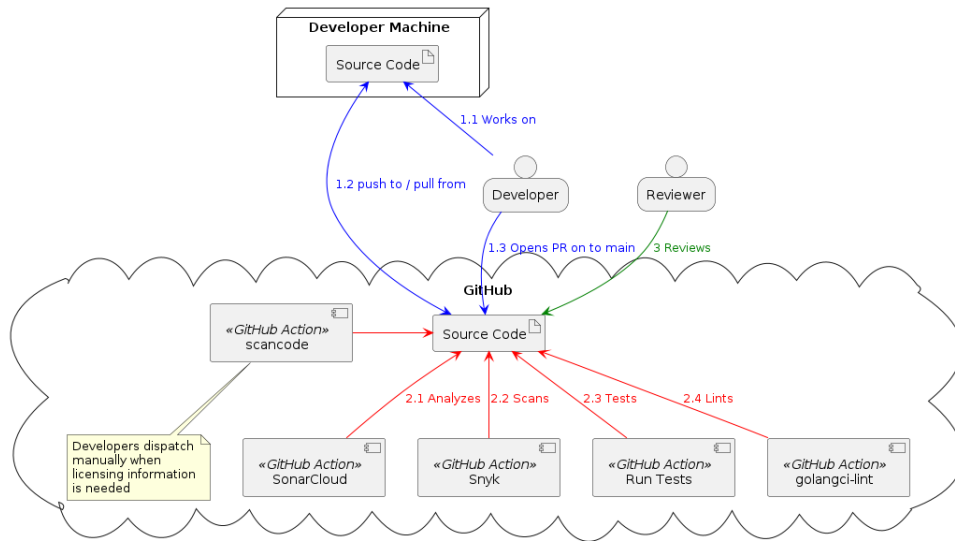 Developer Machine
Source Code
1.1 Works on
1.2 push to / pull from
Developer
Reviewer
1.3 Opens PR on to main
3 Reviews
GitHub
«GitHub Action»
scancode
Source Code
2.1 Analyzes
2.2 Scans
2.3 Tests
2.4 Lints
Developers dispatch
manually when
licensing information
is needed
«GitHub Action»
SonarCloud
«GitHub Action»
Snyk
«GitHub Action»
Run Tests
«GitHub Action»
golangci-lint